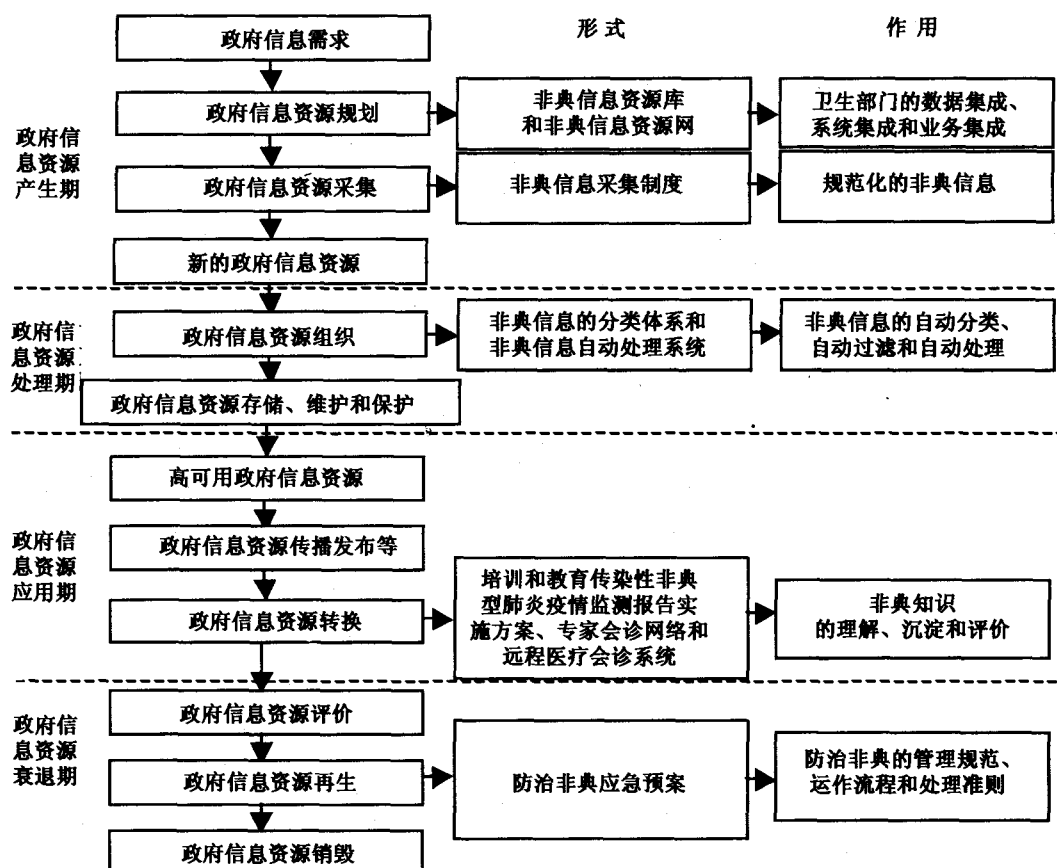 形式
作用
政府信息需求
政府信息资源规划
非典信息资源库
和非典信息资源网
卫生部门的数据集成、
系统集成和业务集成
政府信
息资源
产生期
政府信息资源采集
非典信息采集制度
规范化的非典信息
新的政府信息资源
政府信
息资源
处理期
政府信息资源组织
非典信息的分类体系和
非典信息自动处理系统
非典信息的自动分类、
自动过滤和自动处理
政府信息资源存储、维护和保护
高可用政府信息资源
政府信
息资源
应用期
政府信息资源传播发布等
政府信息资源转换
培训和教育传染性非典
型肺炎疫情监测报告实
施方案、专家会诊网络和
远程医疗会诊系统
非典知识
的理解、沉淀和评价
政府信
息资源
衰退期
政府信息资源评价
政府信息资源再生
防治非典应急预案
防治非典的管理规范、
运作流程和处理准则
政府信息资源销毁